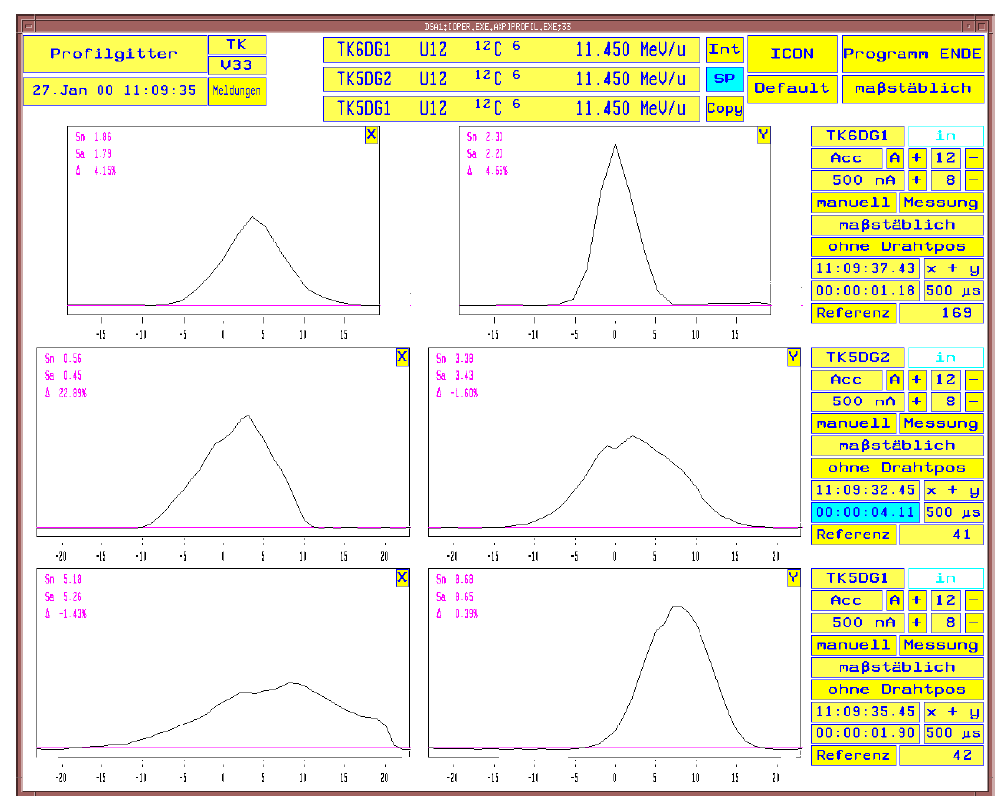 DSA1:[OPER.EXE.AXP]PROFIL.EXE;33
Profilgitter TK
V33
27.Jan 00 11:09:35 Meldungen
TK6DG1 U12 12C 6 11.450 MeV/u Int
TK5DG2 U12 12C 6 11.450 MeV/u SP
TK5DG1 U12 12C 6 11.450 MeV/u Copy
ICON Programm ENDE
Default maßstäblich
Sn 1.86
Sa 1.79
Δ 4.15%
X
-15 -10 -5 0 5 10 15
Sn 2.30
Sa 2.20
Δ 4.66%
Y
-15 -10 -5 0 5 10 15
TK6DG1 in
Acc A + 12 -
500 nA + 8 -
manuell Messung
maßstäblich
ohne Drahtpos
11:09:37.43 x + y
00:00:01.18 500 µs
Referenz 169
Sn 0.56
Sa 0.45
Δ 22.89%
X
-20 -15 -10 -5 0 5 10 15 20
Sn 3.38
Sa 3.43
Δ -1.60%
Y
-20 -15 -10 -5 0 5 10 15 20
TK5DG2 in
Acc A + 12 -
500 nA + 8 -
manuell Messung
maßstäblich
ohne Drahtpos
11:09:32.45 x + y
00:00:04.11 500 µs
Referenz 41
Sn 5.18
Sa 5.26
Δ -1.43%
X
-20 -15 -10 -5 0 5 10 15 20
Sn 8.68
Sa 8.65
Δ 0.39%
Y
-20 -15 -10 -5 0 5 10 15 20
TK5DG1 in
Acc A + 12 -
500 nA + 8 -
manuell Messung
maßstäblich
ohne Drahtpos
11:09:35.45 x + y
00:00:01.90 500 µs
Referenz 42